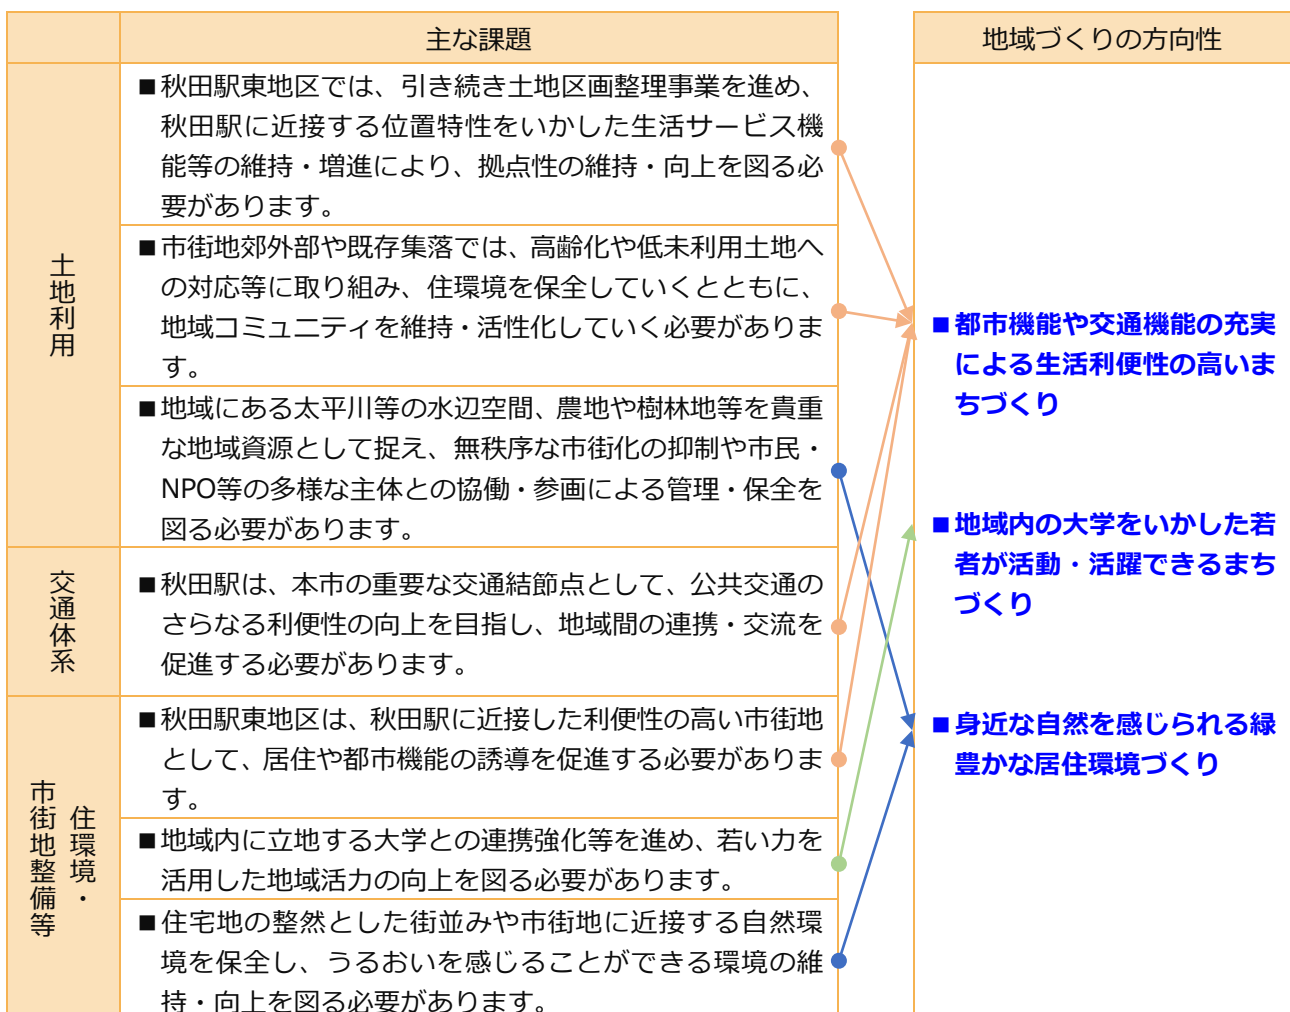 主な課題
地域づくりの方向性
土地利用
■秋田駅東地区では、引き続き土地区画整理事業を進め、
秋田駅に近接する位置特性をいかした生活サービス機
能等の維持・増進により、拠点性の維持・向上を図る必
要があります。
■市街地郊外部や既存集落では、高齢化や低未利用土地へ
の対応等に取り組み、住環境を保全していくとともに、
地域コミュニティを維持・活性化していく必要がありま
す。
■地域にある太平川等の水辺空間、農地や樹林地等を貴重
な地域資源として捉え、無秩序な市街化の抑制や市民・
NPO等の多様な主体との協働・参画による管理・保全を
図る必要があります。
交通体系
■秋田駅は、本市の重要な交通結節点として、公共交通の
さらなる利便性の向上を目指し、地域間の連携・交流を
促進する必要があります。
住環境・
市街地整備等
■秋田駅東地区は、秋田駅に近接した利便性の高い市街地
として、居住や都市機能の誘導を促進する必要がありま
す。
■地域内に立地する大学との連携強化等を進め、若い力を
活用した地域活力の向上を図る必要があります。
■住宅地の整然とした街並みや市街地に近接する自然環
境を保全し、うるおいを感じることができる環境の維
持・向上を図る必要があります。
■都市機能や交通機能の充実
による生活利便性の高いま
ちづくり
■地域内の大学をいかした若
者が活動・活躍できるまち
づくり
■身近な自然を感じられる緑
豊かな居住環境づくり